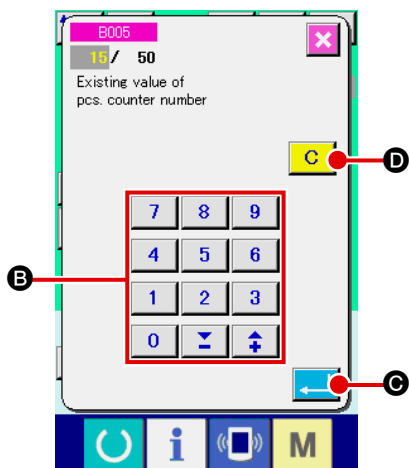 B005
15/ 50
Existing value of
pcs. counter number
C
D
7 8 9
4 5 6
B
1 2 3
0 − +
C
i M